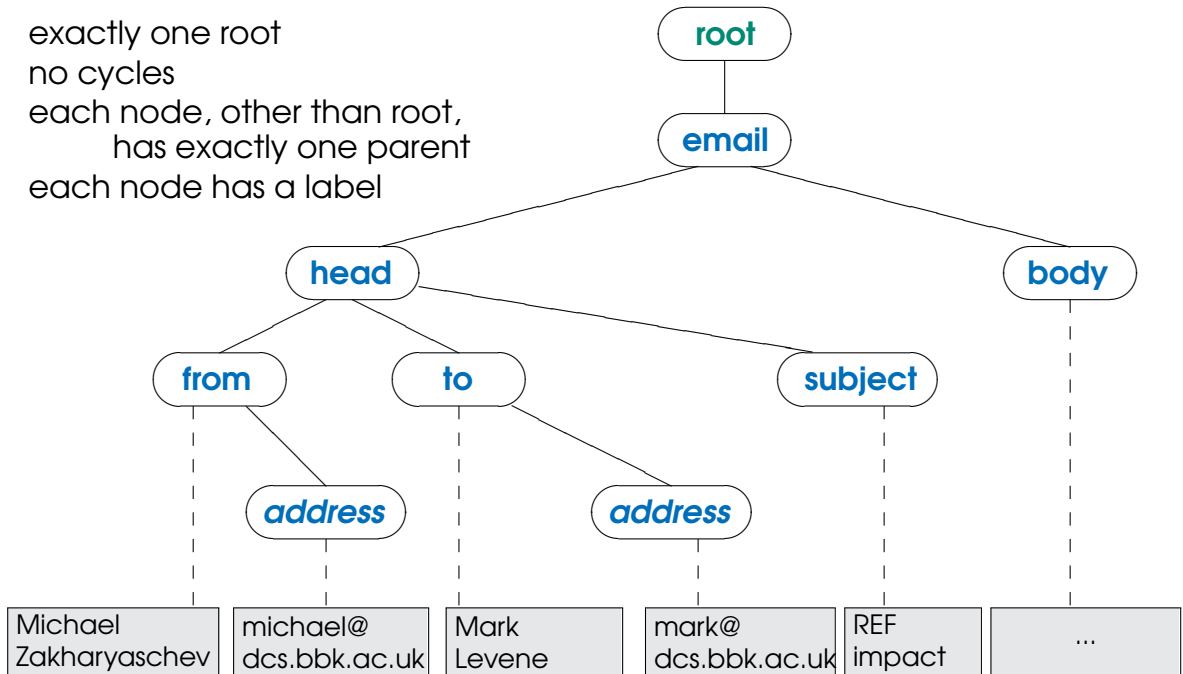 exactly one root
no cycles
each node, other than root,
has exactly one parent
each node has a label
root
email
head
body
from
to
subject
address
address
Michael
Zakharyaschev
michael@
dcs.bbk.ac.uk
Mark
Levene
mark@
dcs.bbk.ac.uk
REF
impact
...